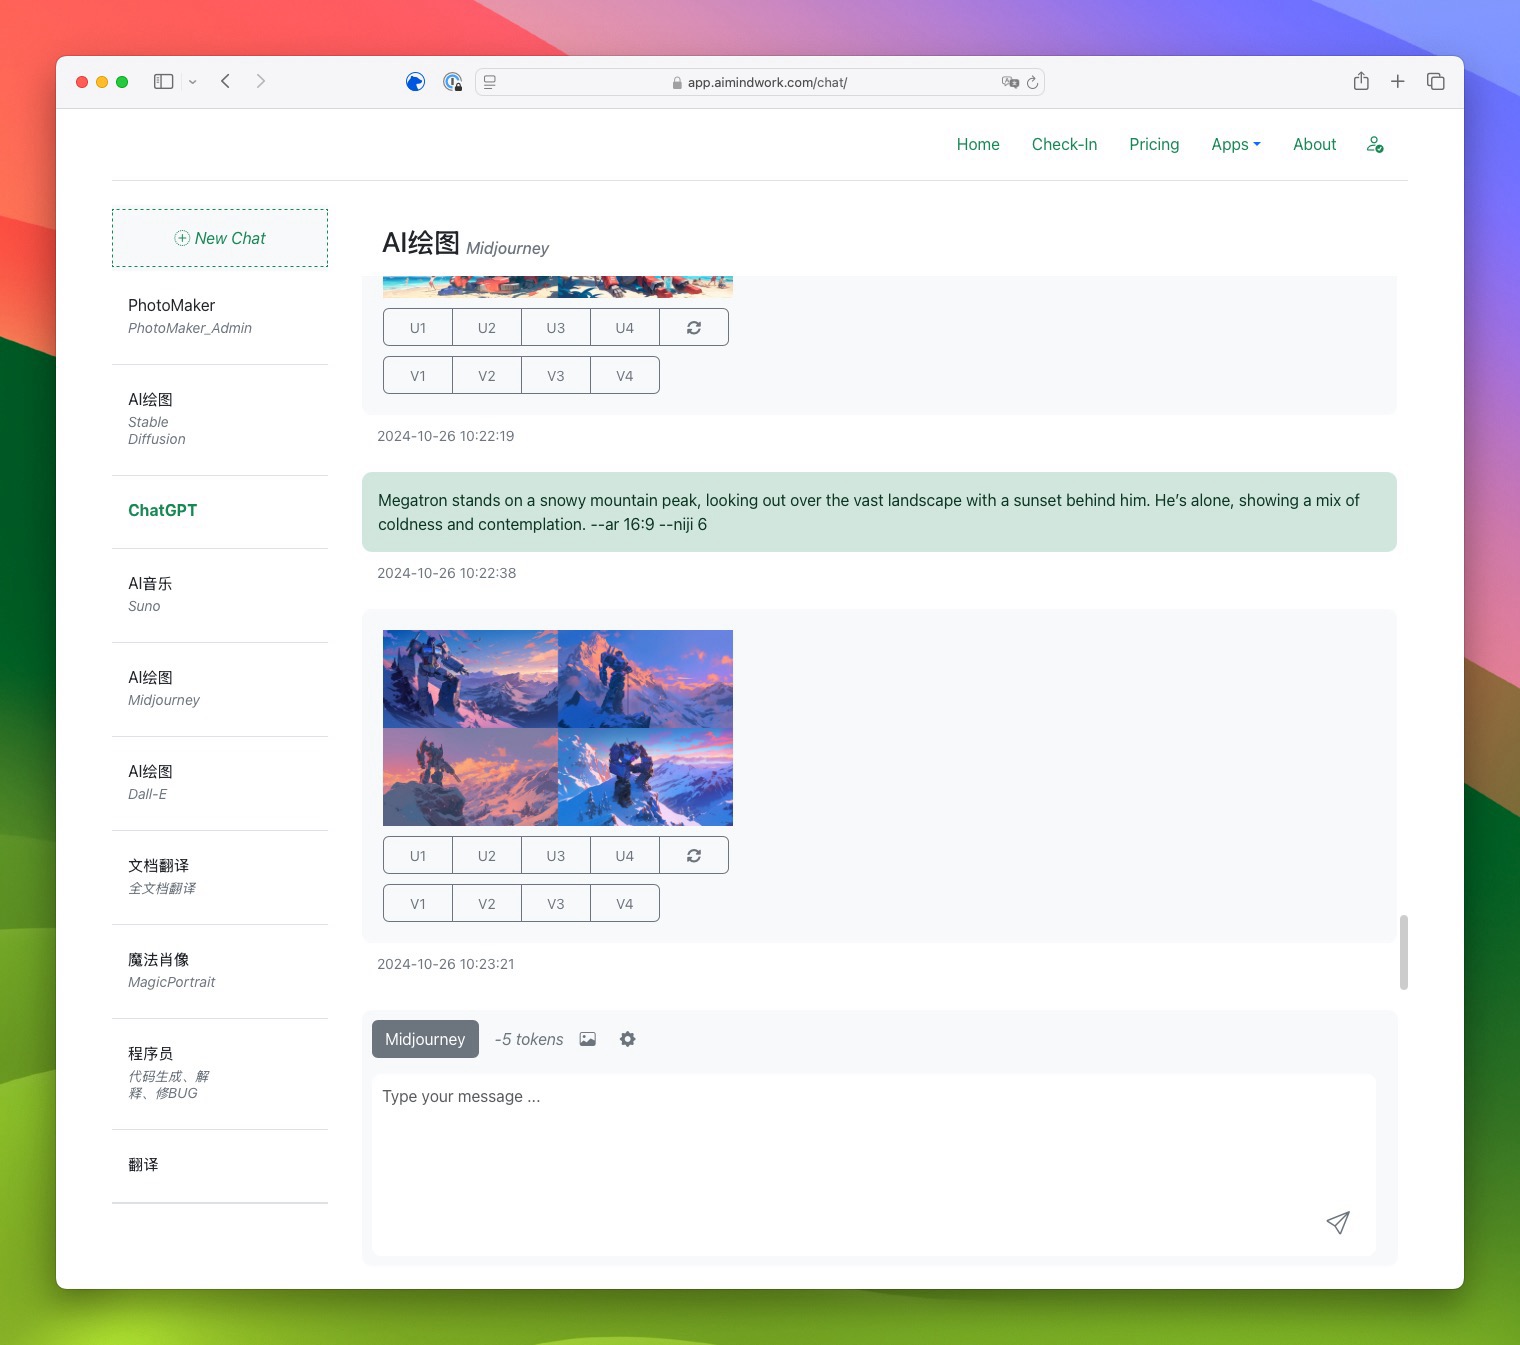 app.aimindwork.com/chat/
Home Check-In Pricing Apps About
New Chat
PhotoMaker
PhotoMaker_Admin
AI绘图
Stable
Diffusion
ChatGPT
AI音乐
Suno
AI绘图
Midjourney
AI绘图
Dall-E
文档翻译
全文档翻译
魔法肖像
MagicPortrait
程序员
代码生成、解
释、修BUG
翻译
AI绘图 Midjourney
U1 U2 U3 U4
V1 V2 V3 V4
2024-10-26 10:22:19
Megatron stands on a snowy mountain peak, looking out over the vast landscape with a sunset behind him. He’s alone, showing a mix of
coldness and contemplation. --ar 16:9 --niji 6
2024-10-26 10:22:38
U1 U2 U3 U4
V1 V2 V3 V4
2024-10-26 10:23:21
Midjourney -5 tokens
Type your message ...